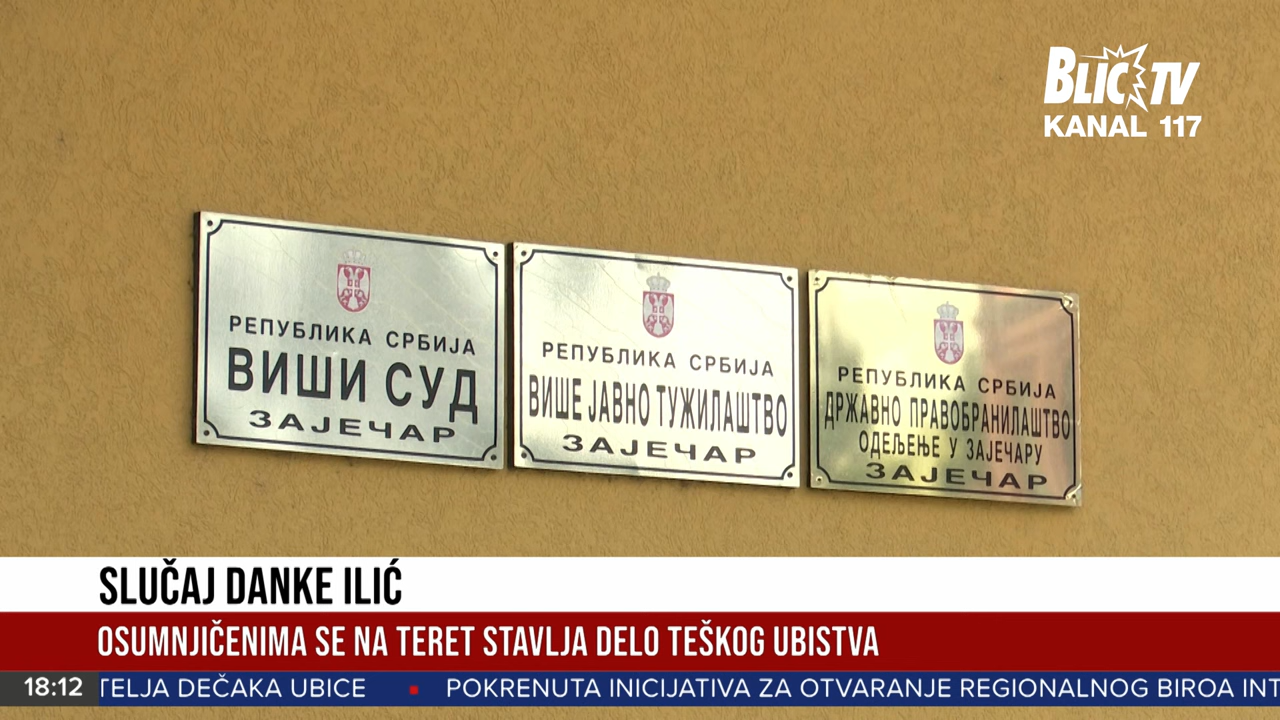 BLIC TV
KANAL 117
РЕПУБЛИКА СРБИЈА
ВИШИ СУД
ЗАЈЕЧАР
РЕПУБЛИКА СРБИЈА
ВИШЕ ЈАВНО ТУЖИЛАШТВО
ЗАЈЕЧАР
РЕПУБЛИКА СРБИЈА
ДРЖАВНО ПРАВОБРАНИЛАШТВО
ОДЕЉЕЊЕ У ЗАЈЕЧАРУ
ЗАЈЕЧАР
SLUČAJ DANKE ILIĆ
OSUMNJIČENIMA SE NA TERET STAVLJA DELO TEŠKOG UBISTVA
18:12 TELJA DEČAKA UBICE ▪ POKRENUTA INICIJATIVA ZA OTVARANJE REGIONALNOG BIROA INT